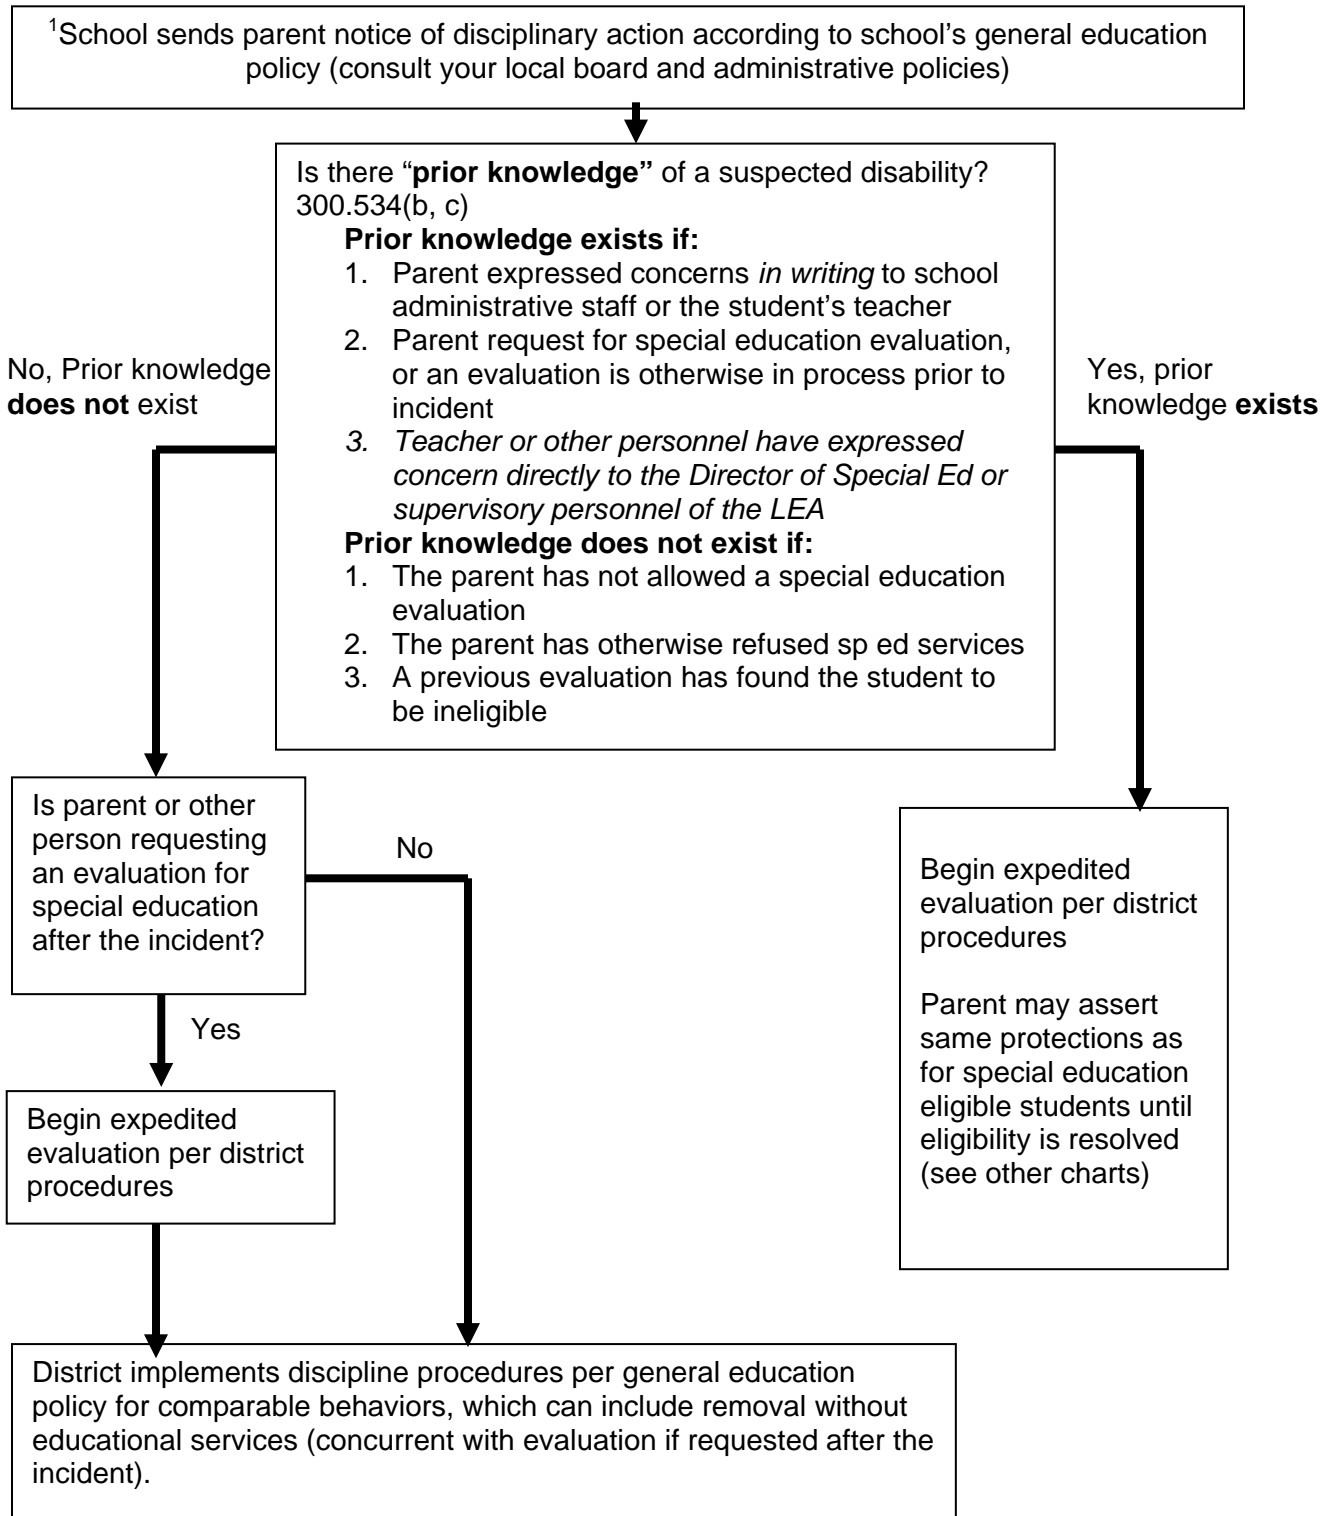 ¹School sends parent notice of disciplinary action according to school’s general education
policy (consult your local board and administrative policies)
Is there “prior knowledge” of a suspected disability?
300.534(b, c)
Prior knowledge exists if:
1. Parent expressed concerns in writing to school
administrative staff or the student’s teacher
2. Parent request for special education evaluation,
or an evaluation is otherwise in process prior to
incident
3. Teacher or other personnel have expressed
concern directly to the Director of Special Ed or
supervisory personnel of the LEA
Prior knowledge does not exist if:
1. The parent has not allowed a special education
evaluation
2. The parent has otherwise refused sp ed services
3. A previous evaluation has found the student to
be ineligible
No, Prior knowledge
does not exist
Yes, prior
knowledge exists
Is parent or other
person requesting
an evaluation for
special education
after the incident?
No
Yes
Begin expedited
evaluation per district
procedures
Begin expedited
evaluation per district
procedures
Parent may assert
same protections as
for special education
eligible students until
eligibility is resolved
(see other charts)
District implements discipline procedures per general education
policy for comparable behaviors, which can include removal without
educational services (concurrent with evaluation if requested after the
incident).